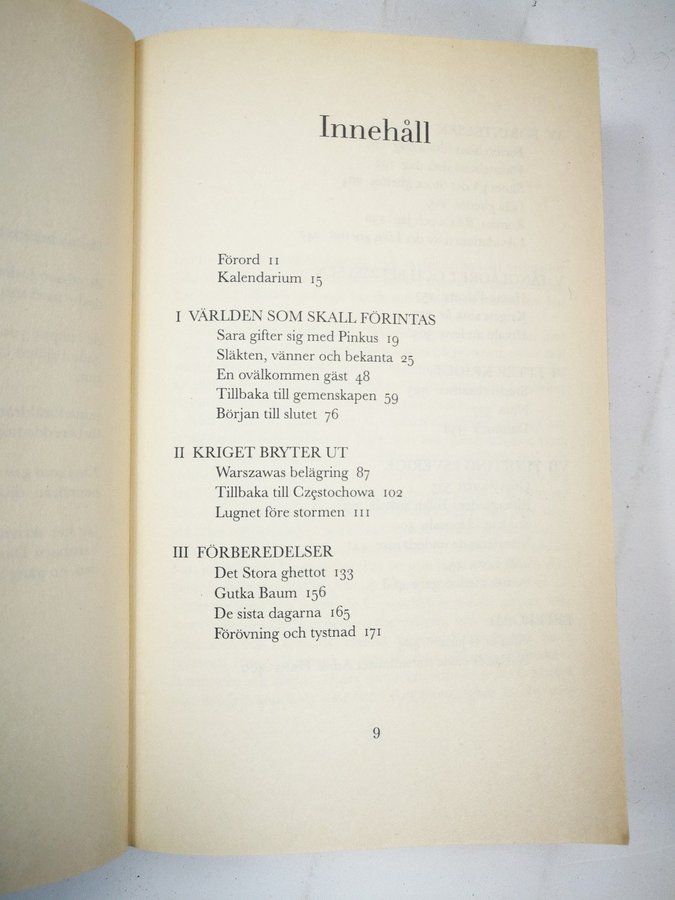 Innehåll
Förord 11
Kalendarium 15
I VÄRLDEN SOM SKALL FÖRINTAS
Sara gifter sig med Pinkus 19
Släkten, vänner och bekanta 25
En ovälkommen gäst 48
Tillbaka till gemenskapen 59
Början till slutet 76
II KRIGET BRYTER UT
Warszawas belägring 87
Tillbaka till Częstochowa 102
Lugnet före stormen 111
III FÖRBEREDELSER
Det Stora ghettot 133
Gutka Baum 156
De sista dagarna 165
Förövning och tystnad 171
9